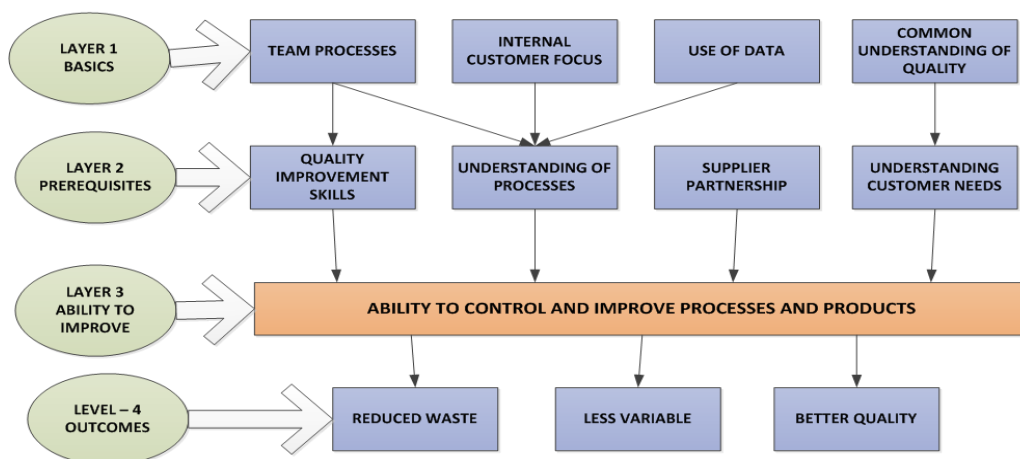 LAYER 1
BASICS
TEAM PROCESSES
INTERNAL
CUSTOMER FOCUS
USE OF DATA
COMMON
UNDERSTANDING OF
QUALITY
LAYER 2
PREREQUISITES
QUALITY
IMPROVEMENT
SKILLS
UNDERSTANDING OF
PROCESSES
SUPPLIER
PARTNERSHIP
UNDERSTANDING
CUSTOMER NEEDS
LAYER 3
ABILITY TO
IMPROVE
ABILITY TO CONTROL AND IMPROVE PROCESSES AND PRODUCTS
LEVEL – 4
OUTCOMES
REDUCED WASTE
LESS VARIABLE
BETTER QUALITY